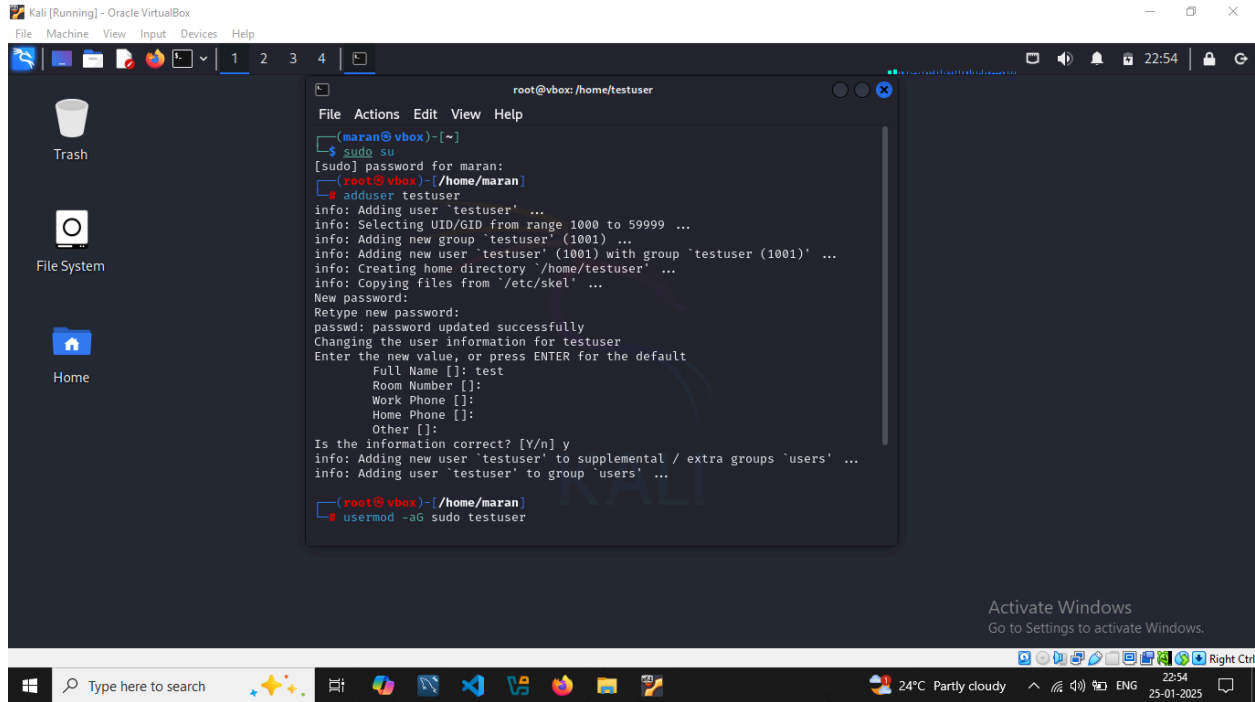 Kali [Running] - Oracle VirtualBox
File Machine View Input Devices Help
1 2 3 4 22:54
root@vbox: /home/testuser
File Actions Edit View Help
┌──(maran㉿vbox)-[~]
└─$ sudo su
[sudo] password for maran:
┌──(root㉿vbox)-[/home/maran]
└─# adduser testuser
info: Adding user `testuser' ...
info: Selecting UID/GID from range 1000 to 59999 ...
info: Adding new group `testuser' (1001) ...
info: Adding new user `testuser' (1001) with group `testuser (1001)' ...
info: Creating home directory `/home/testuser' ...
info: Copying files from `/etc/skel' ...
New password:
Retype new password:
passwd: password updated successfully
Changing the user information for testuser
Enter the new value, or press ENTER for the default
Full Name []: test
Room Number []:
Work Phone []:
Home Phone []:
Other []:
Is the information correct? [Y/n] y
info: Adding new user `testuser' to supplemental / extra groups `users' ...
info: Adding user `testuser' to group `users' ...
┌──(root㉿vbox)-[/home/maran]
└─# usermod -aG sudo testuser
KALI
Trash
File System
Home
Activate Windows
Go to Settings to activate Windows.
Right Ctrl
Type here to search
24°C Partly cloudy
ENG
22:54
25-01-2025